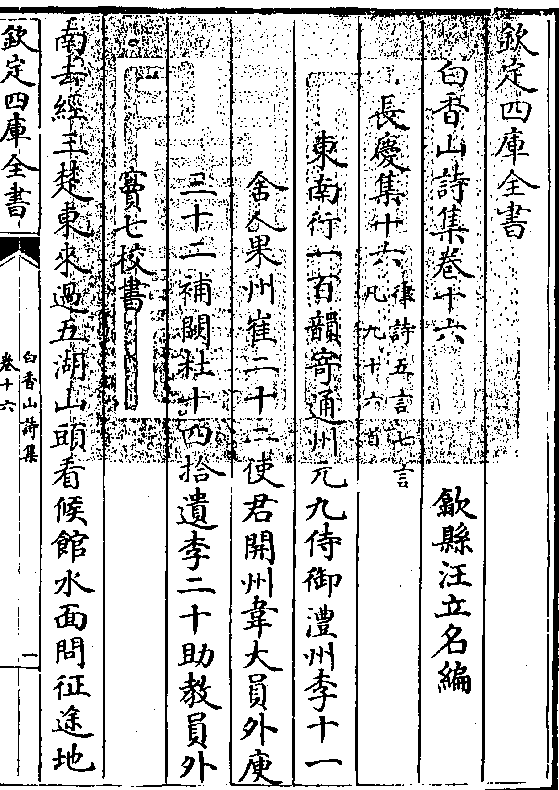 欽定四庫全書
白香山詩集卷十六
歙縣汪立名編
長慶集十六
律詩五言七言
凡九十六首
東南行一百韻寄通州元九侍御澧州李十一
舍人果州崔二十二使君開州韋大員外庾
三十二補闕杜十四拾遺李二十助教員外
竇七校書
南去經三楚東來過五湖山頭看候館水面問征途地
欽定四庫全書
白香山詩集
卷十六
一